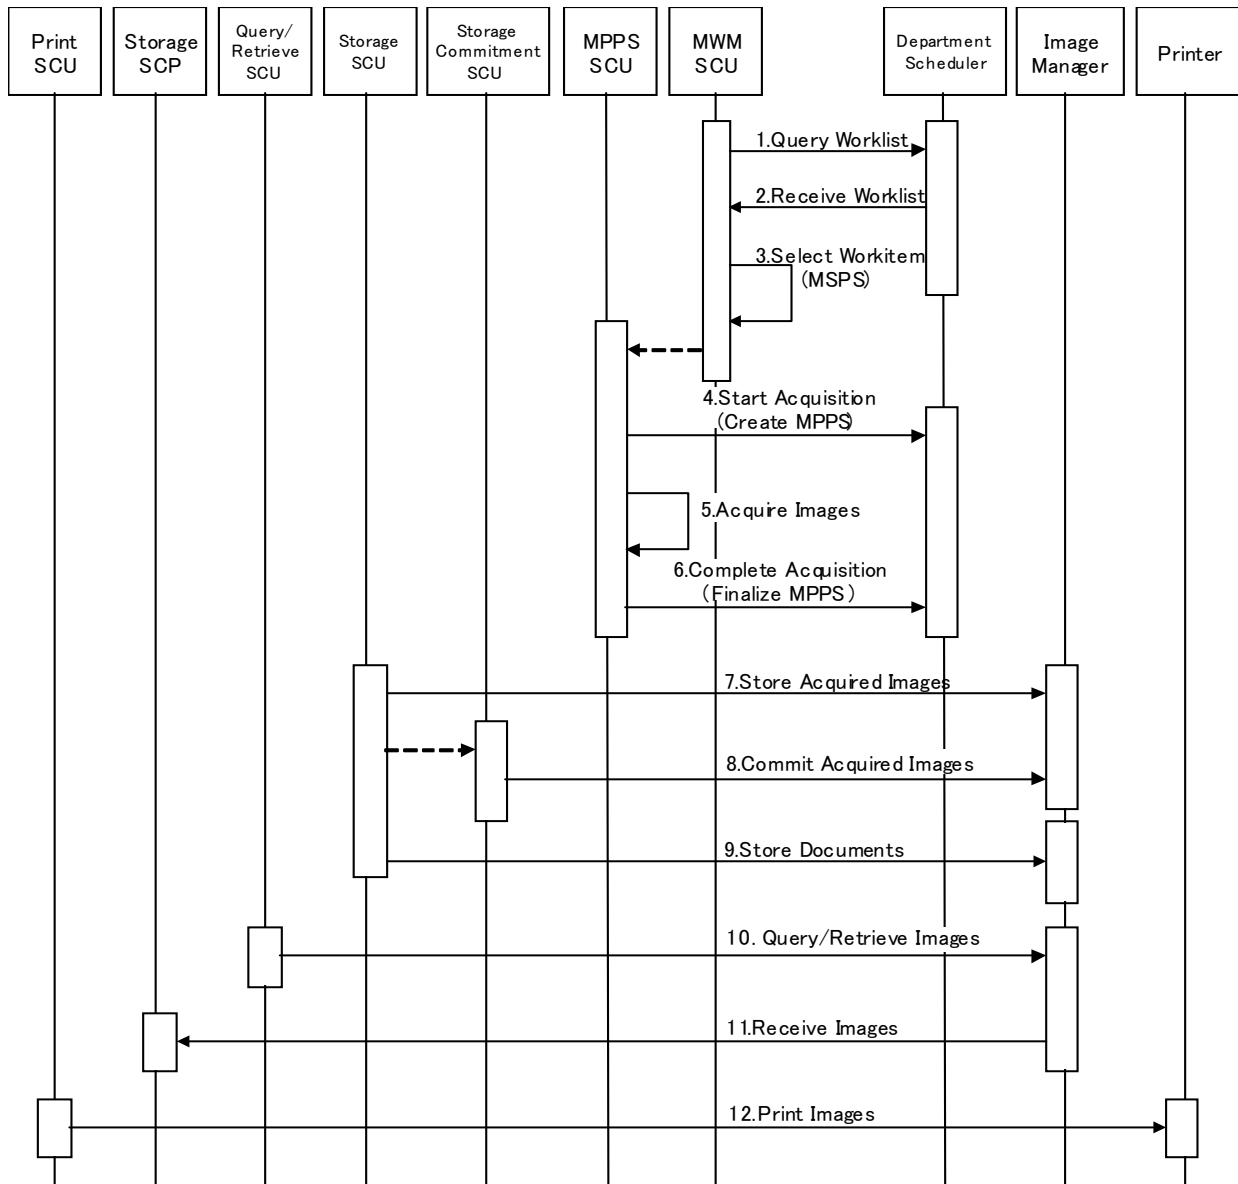 Print
SCU
Storage
SCP
Query/
Retrieve
SCU
Storage
SCU
Storage
Commitment
SCU
MPPS
SCU
MWM
SCU
Department
Scheduler
Image
Manager
Printer
1.Query Worklist
2.Receive Worklist
3.Select Workitem
(MSPS)
4.Start Acquisition
(Create MPPS)
5.Acquire Images
6.Complete Acquisition
(Finalize MPPS)
7.Store Acquired Images
8.Commit Acquired Images
9.Store Documents
10. Query/Retrieve Images
11.Receive Images
12.Print Images